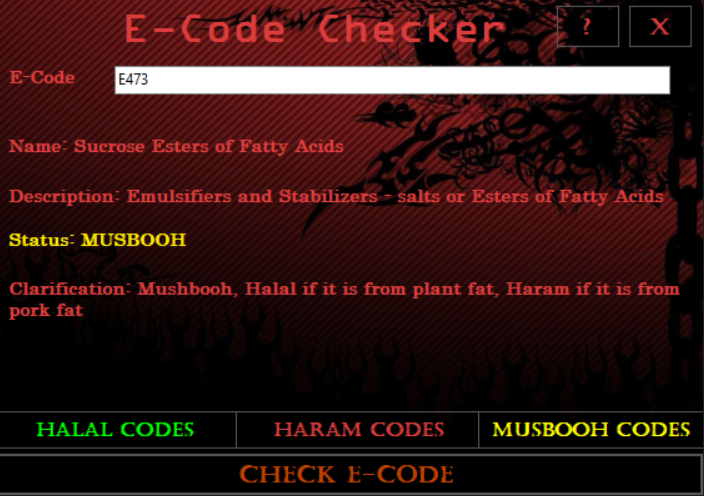 E-Code Checker
? X
E-Code E473
Name: Sucrose Esters of Fatty Acids
Description: Emulsifiers and Stabilizers - salts or Esters of Fatty Acids
Status: MUSBOOH
Clarification: Mushbooh, Halal if it is from plant fat, Haram if it is from
pork fat
HALAL CODES HARAM CODES MUSBOOH CODES
CHECK E-CODE